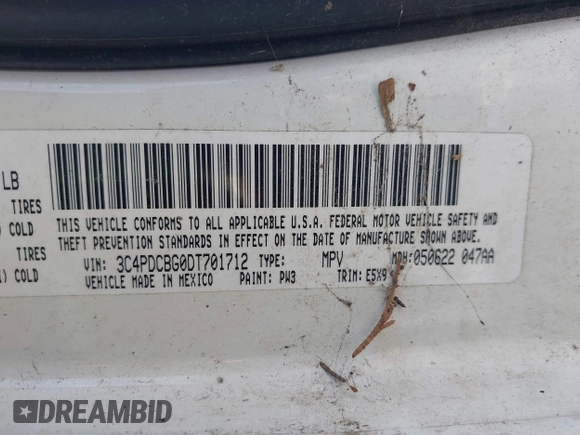 LB
TIRES
COLD
TIRES
) COLD
THIS VEHICLE CONFORMS TO ALL APPLICABLE U.S.A. FEDERAL MOTOR VEHICLE SAFETY AND
THEFT PREVENTION STANDARDS IN EFFECT ON THE DATE OF MANUFACTURE SHOWN ABOVE.
VIN: 3C4PDCBG0DT701712 TYPE: MPV MDH:050622 047AA
VEHICLE MADE IN MEXICO PAINT: PW3 TRIM: E5X9
DREAMBID